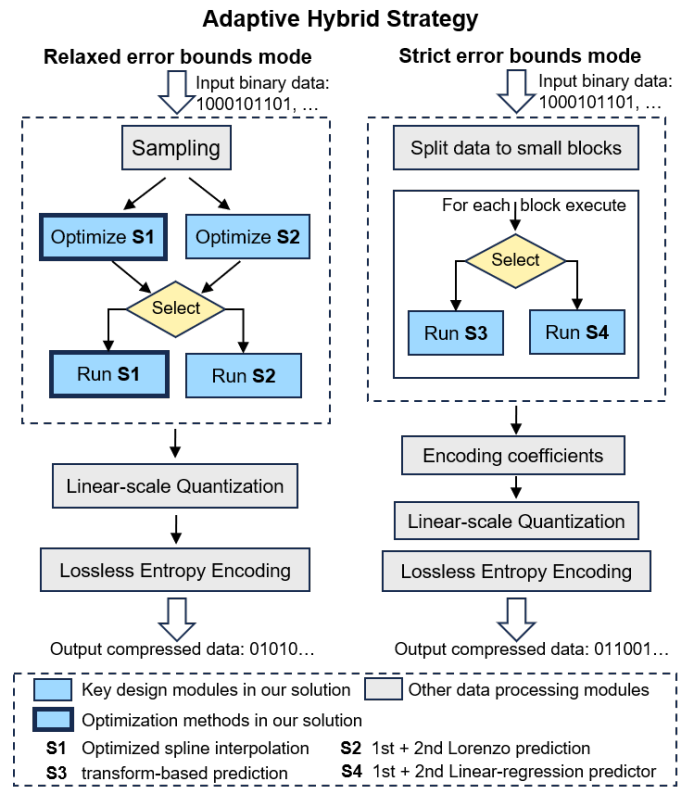 Adaptive Hybrid Strategy
Relaxed error bounds mode
Input binary data:
1000101101, …
Sampling
Optimize S1
Optimize S2
Select
Run S1
Run S2
Linear-scale Quantization
Lossless Entropy Encoding
Output compressed data: 01010…
Strict error bounds mode
Input binary data:
1000101101, …
Split data to small blocks
For each block execute
Select
Run S3
Run S4
Encoding coefficients
Linear-scale Quantization
Lossless Entropy Encoding
Output compressed data: 011001…
Key design modules in our solution
Other data processing modules
Optimization methods in our solution
S1 Optimized spline interpolation
S2 1st + 2nd Lorenzo prediction
S3 transform-based prediction
S4 1st + 2nd Linear-regression predictor